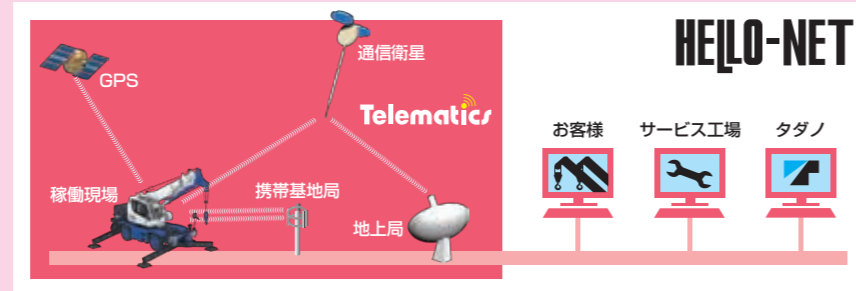 HELLO-NET
通信衛星
GPS
Telematics
お客様
サービス工場
タダノ
稼働現場
携帯基地局
地上局